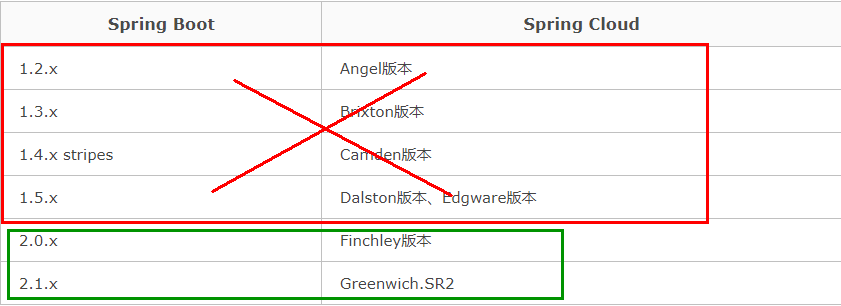 Spring Boot Spring Cloud
1.2.x Angel版本
1.3.x Brixton版本
1.4.x stripes Camden版本
1.5.x Dalston版本、Edgware版本
2.0.x Finchley版本
2.1.x Greenwich.SR2